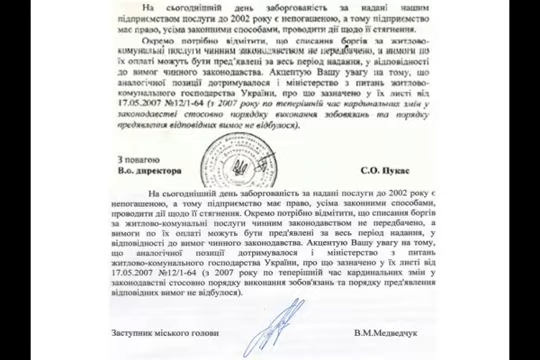 На сьогоднішній день заборгованість за надані нашим
підприємством послуги до 2002 року є непогашеною, а тому підприємство
має право, усіма законними способами, проводити дії щодо її стягнення.
Окремо потрібно відмітити, що списання боргів за житлово-
комунальні послуги чинним законодавством не передбачено, а вимоги по
їх оплаті можуть бути пред'явлені за весь період надання, у відповідності
до вимог чинного законодавства. Акцентую Вашу увагу на тому, що
аналогічної позиції дотримувалося і міністерство з питань житлово-
комунального господарства України, про що зазначено у їх листі від
17.05.2007 №12/1-64 (з 2007 року по теперішній час кардинальних змін у
законодавстві стосовно порядку виконання зобовязань та порядку
предявлення відповідних вимог не відбулося).
З повагою
В.о. директора С.О. Пукас
На сьогоднішній день заборгованість за надані послуги до 2002 року є
непогашеною, а тому підприємство має право, усіма законними способами,
проводити дії щодо її стягнення. Окремо потрібно відмітити, що списання боргів
за житлово-комунальні послуги чинним законодавством не передбачено, а
вимоги по їх оплаті можуть бути пред'явлені за весь період надання, у
відповідності до вимог чинного законодавства. Акцентую Вашу увагу на тому,
що аналогічної позиції дотримувалося і міністерство з питань
житлово-комунального господарства України, про що зазначено у їх листі від
17.05.2007 №12/1-64 (з 2007 року по теперішній час кардинальних змін у
законодавстві стосовно порядку виконання зобов'язань та порядку пред'явлення
відповідних вимог не відбулося).
Заступник міського голови В.М.Медведчук